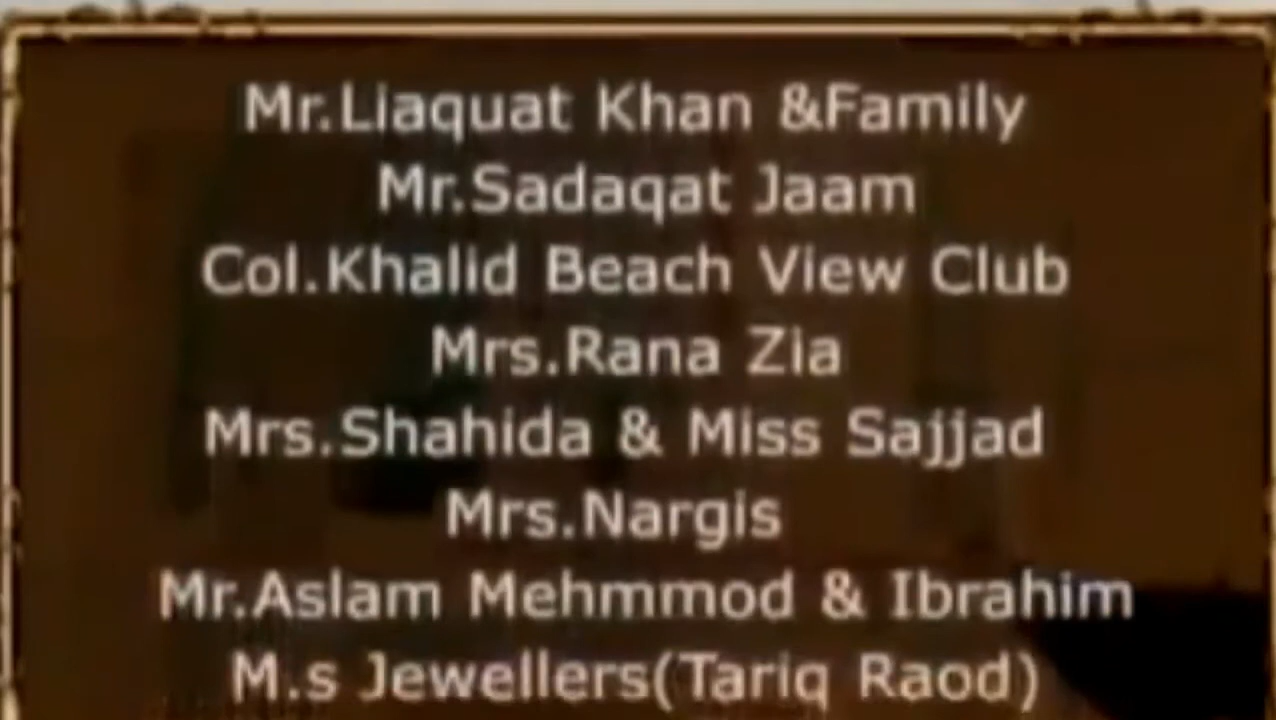 Mr.Liaquat Khan &Family
Mr.Sadaqat Jaam
Col.Khalid Beach View Club
Mrs.Rana Zia
Mrs.Shahida & Miss Sajjad
Mrs.Nargis
Mr.Aslam Mehmmod & Ibrahim
M.s Jewellers(Tariq Raod)